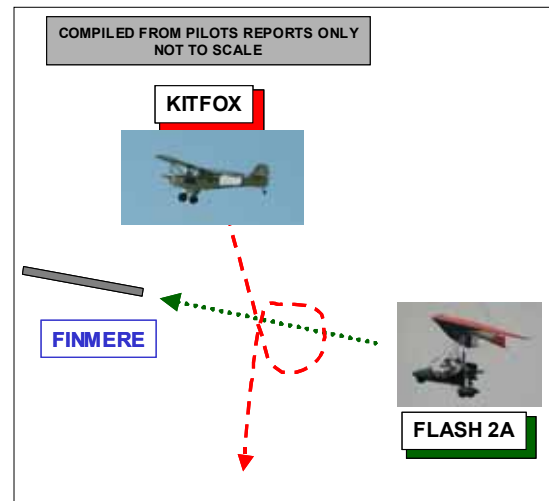 COMPILED FROM PILOTS REPORTS ONLY
NOT TO SCALE
KITFOX
FINMERE
FLASH 2A